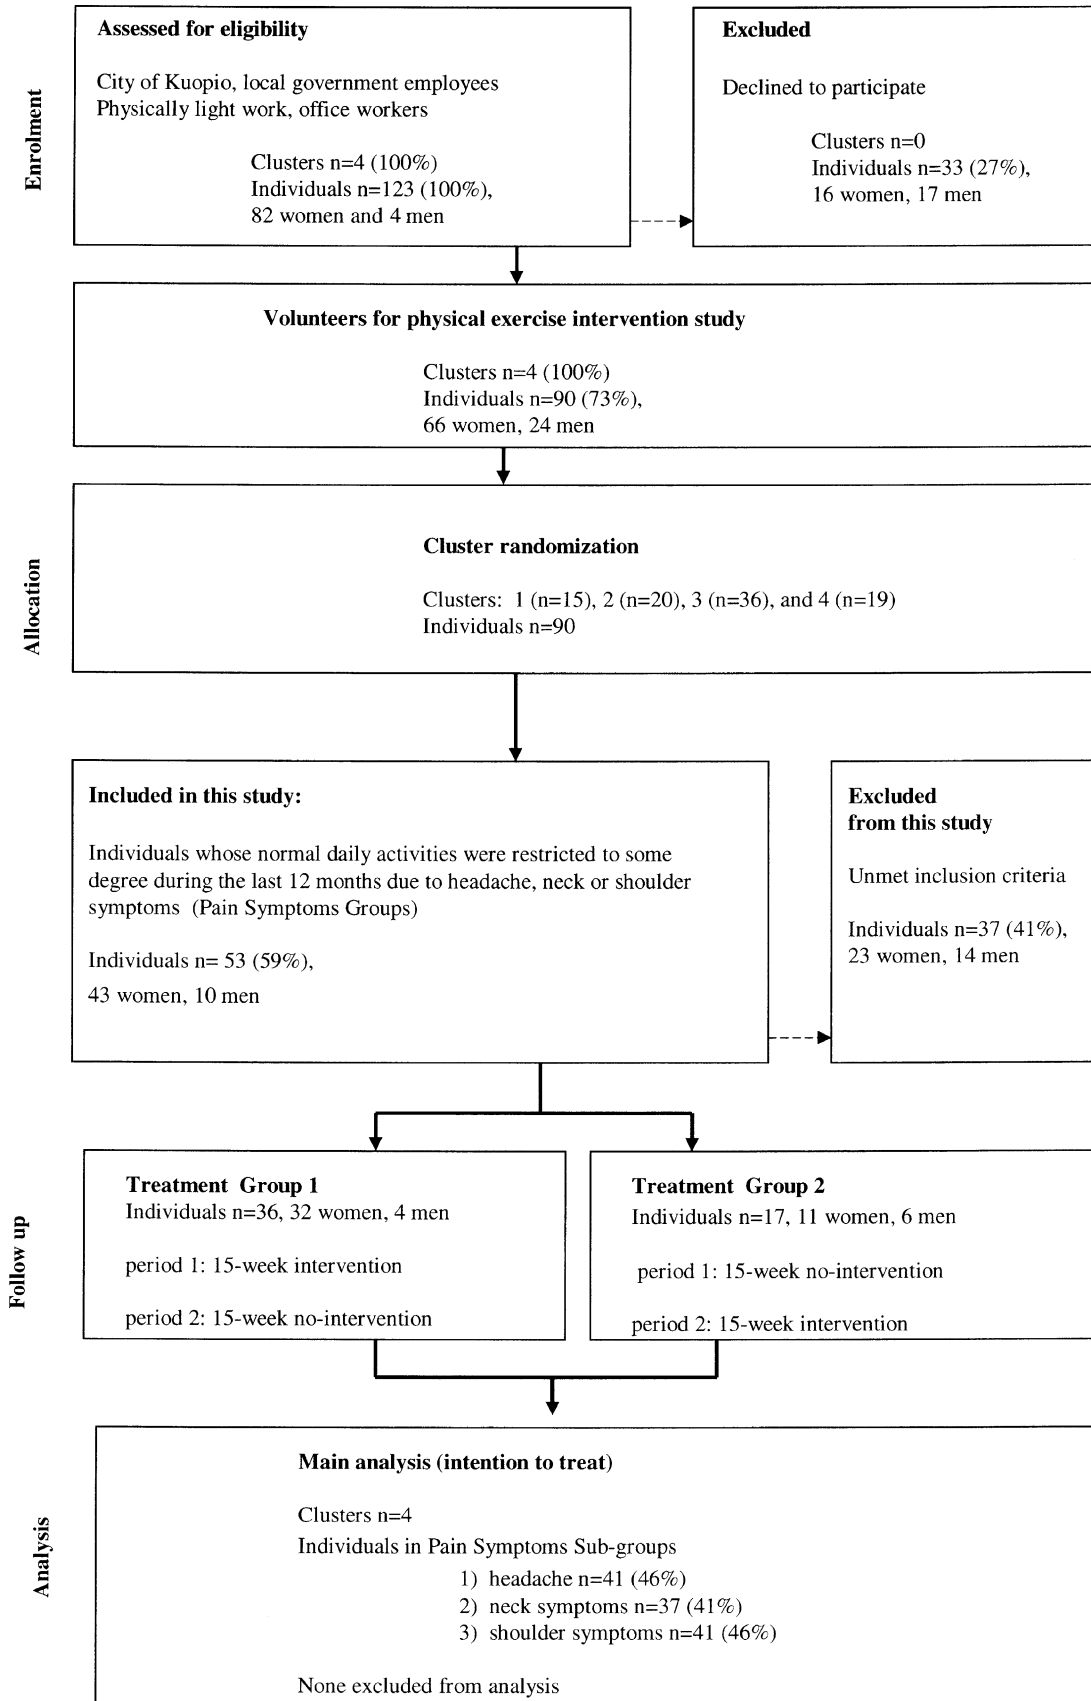 Enrolment
Assessed for eligibility
City of Kuopio, local government employees
Physically light work, office workers
Clusters n=4 (100%)
Individuals n=123 (100%),
82 women and 4 men
Excluded
Declined to participate
Clusters n=0
Individuals n=33 (27%),
16 women, 17 men
Volunteers for physical exercise intervention study
Clusters n=4 (100%)
Individuals n=90 (73%),
66 women, 24 men
Allocation
Cluster randomization
Clusters: 1 (n=15), 2 (n=20), 3 (n=36), and 4 (n=19)
Individuals n=90
Included in this study:
Individuals whose normal daily activities were restricted to some
degree during the last 12 months due to headache, neck or shoulder
symptoms (Pain Symptoms Groups)
Individuals n= 53 (59%),
43 women, 10 men
Excluded
from this study
Unmet inclusion criteria
Individuals n=37 (41%),
23 women, 14 men
Follow up
Treatment Group 1
Individuals n=36, 32 women, 4 men
period 1: 15-week intervention
period 2: 15-week no-intervention
Treatment Group 2
Individuals n=17, 11 women, 6 men
period 1: 15-week no-intervention
period 2: 15-week intervention
Analysis
Main analysis (intention to treat)
Clusters n=4
Individuals in Pain Symptoms Sub-groups
1) headache n=41 (46%)
2) neck symptoms n=37 (41%)
3) shoulder symptoms n=41 (46%)
None excluded from analysis